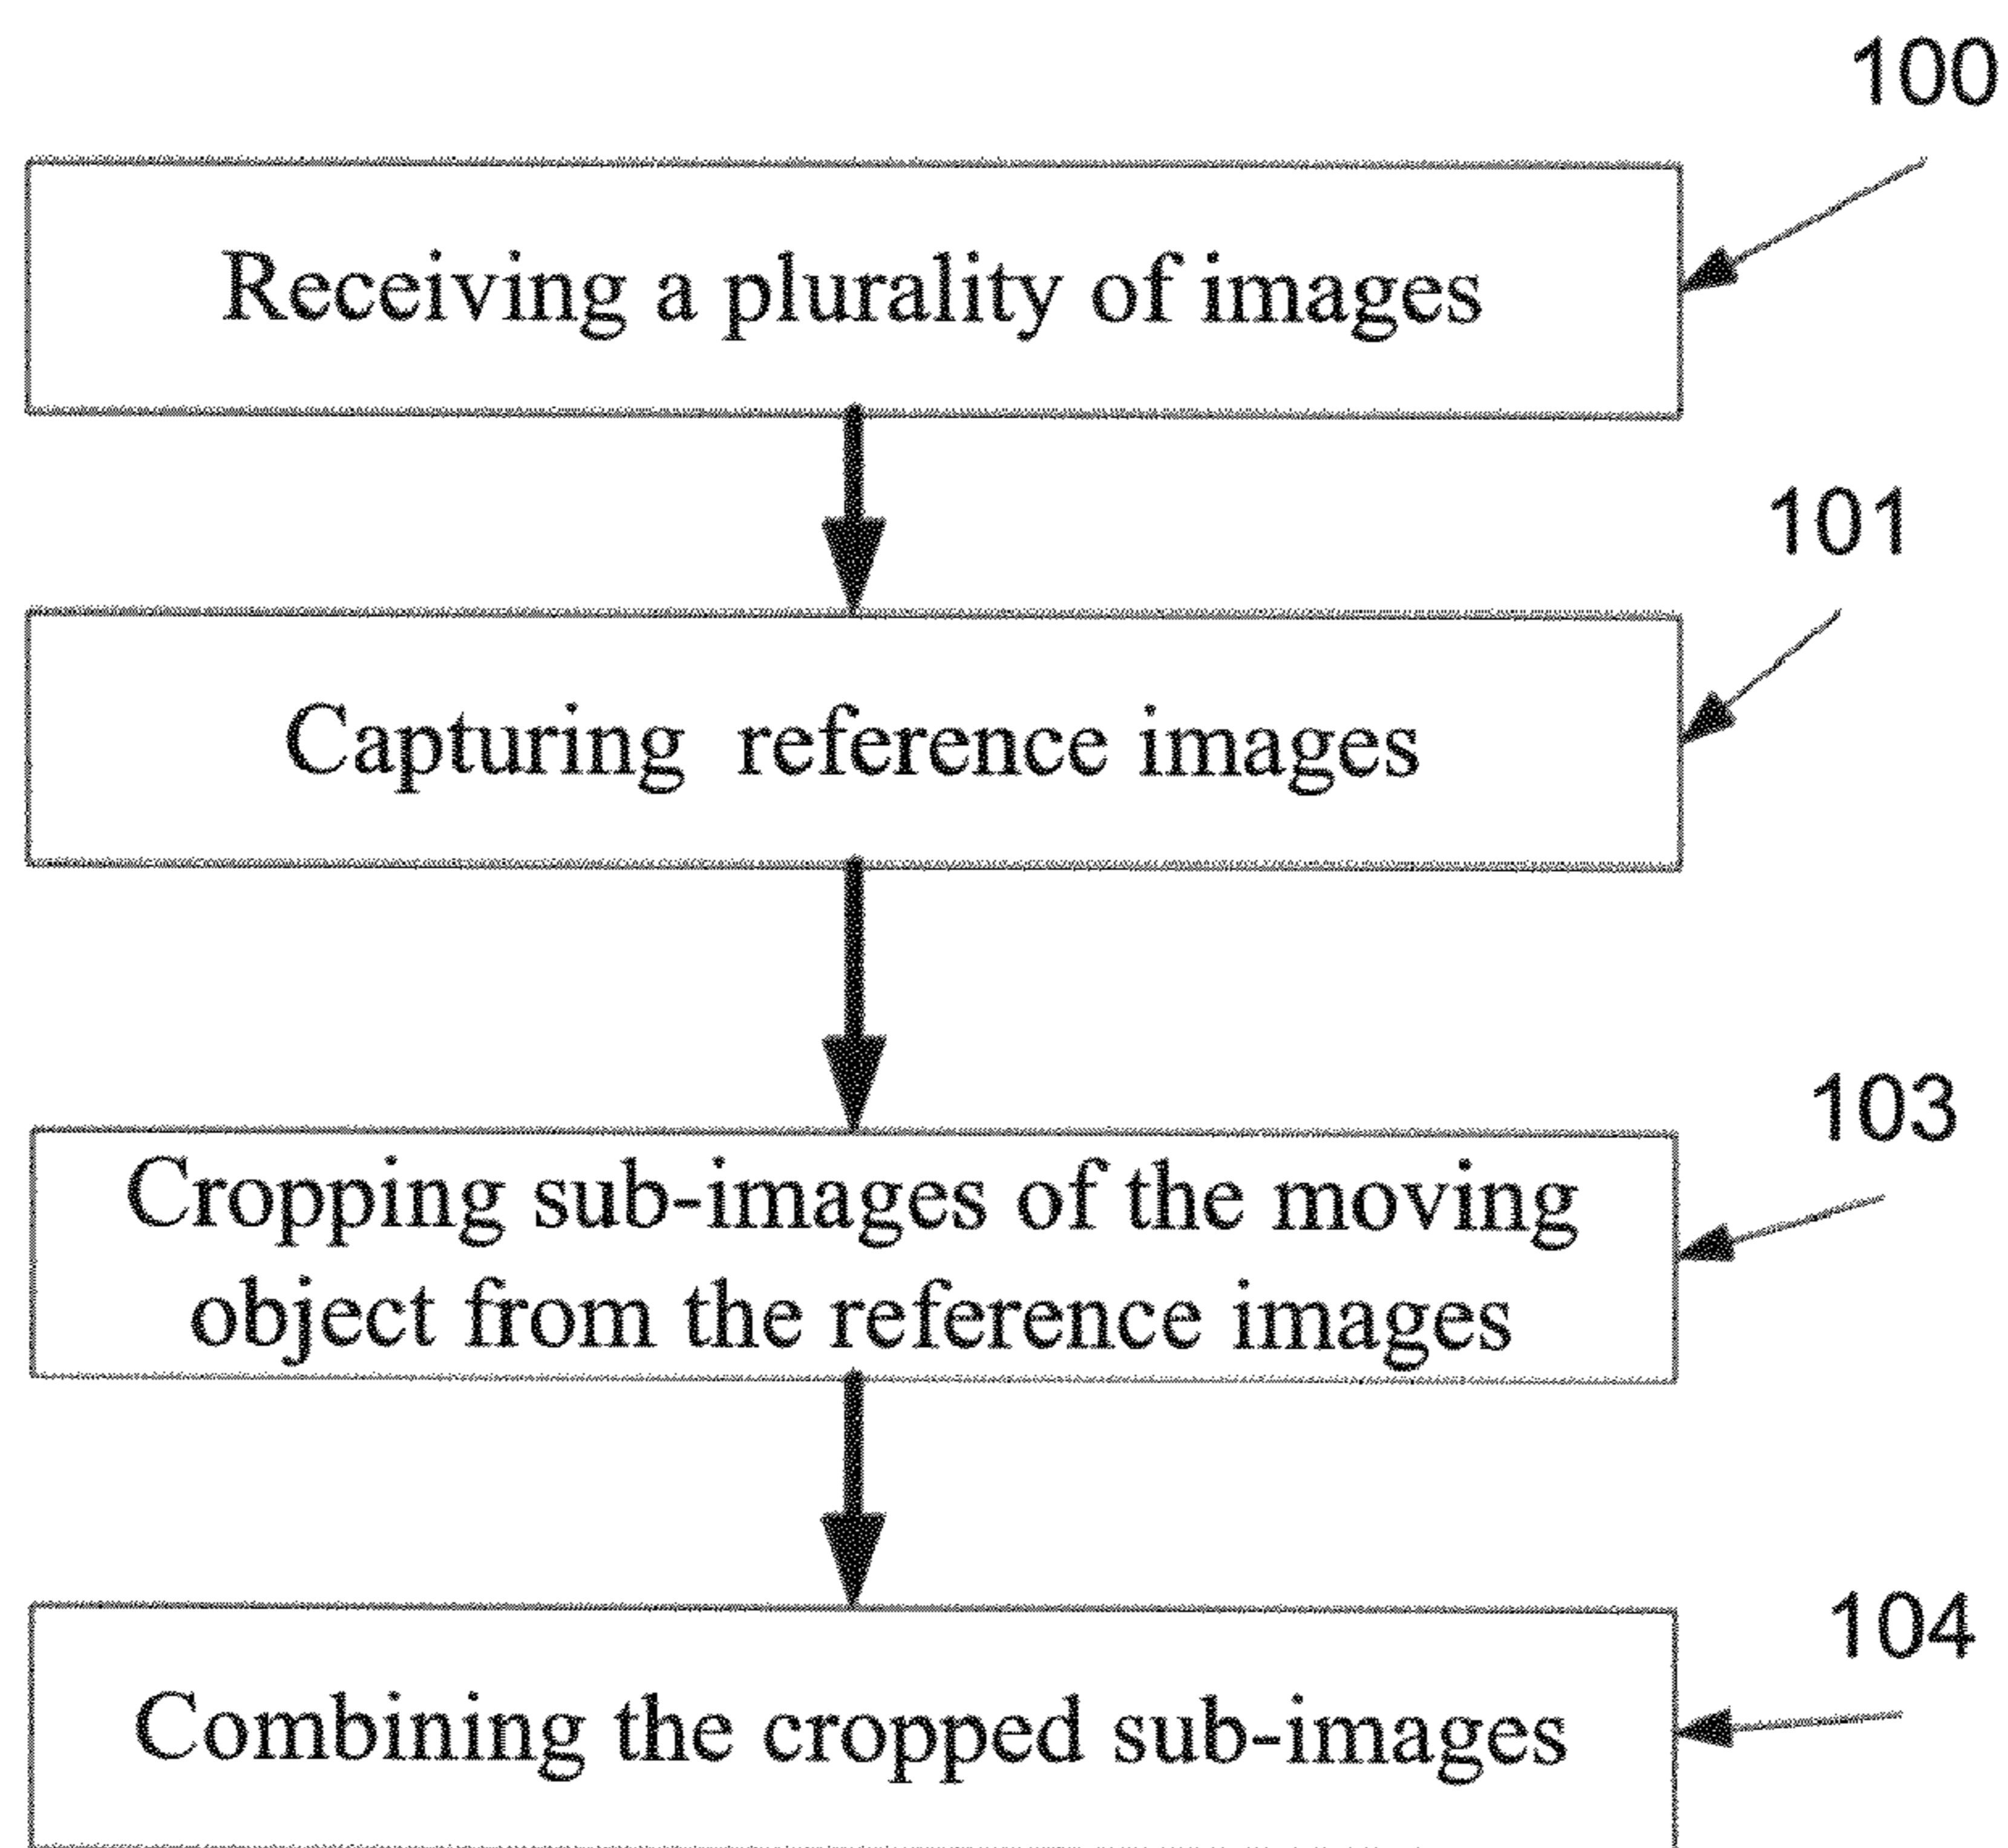 100
Receiving a plurality of images
101
Capturing reference images
103
Cropping sub-images of the moving
object from the reference images
104
Combining the cropped sub-images